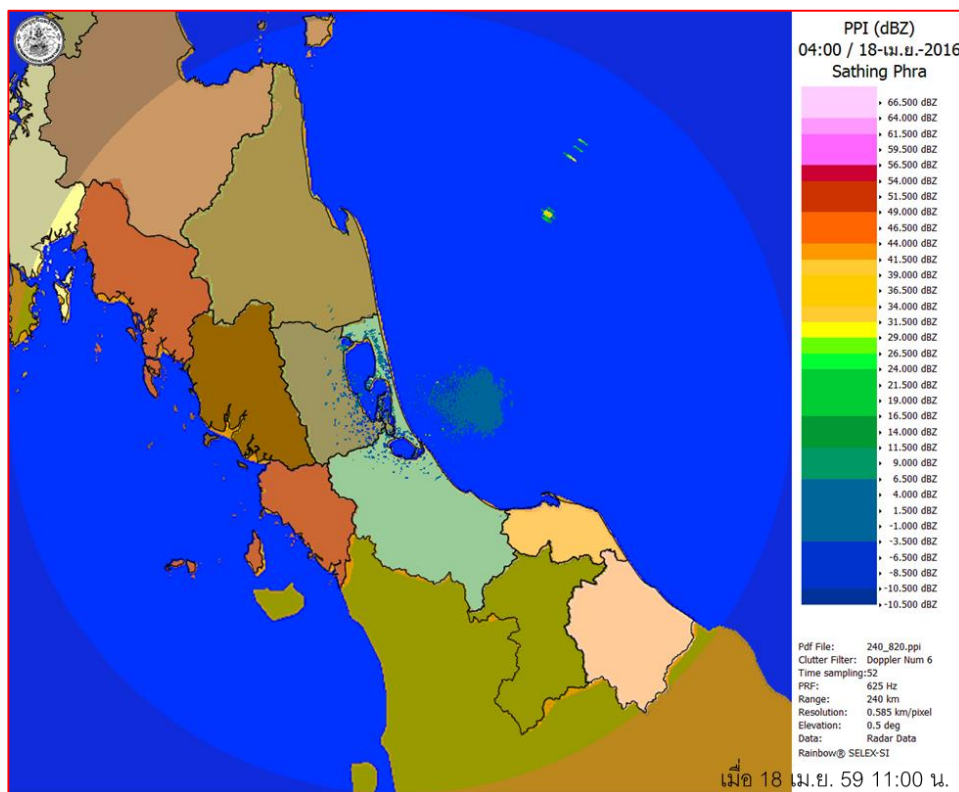 PPI (dBZ)
04:00 / 18-เม.ย.-2016
Sathing Phra
66.500 dBZ
64.000 dBZ
61.500 dBZ
59.500 dBZ
56.500 dBZ
54.000 dBZ
51.500 dBZ
49.000 dBZ
46.500 dBZ
44.000 dBZ
41.500 dBZ
39.000 dBZ
36.500 dBZ
34.000 dBZ
31.500 dBZ
29.000 dBZ
26.500 dBZ
24.000 dBZ
21.500 dBZ
19.000 dBZ
16.500 dBZ
14.000 dBZ
11.500 dBZ
9.000 dBZ
6.500 dBZ
4.000 dBZ
1.500 dBZ
-1.000 dBZ
-3.500 dBZ
-6.500 dBZ
-8.500 dBZ
-10.500 dBZ
-10.500 dBZ
Pdf File: 240_820.ppi
Clutter Filter: Doppler Num 6
Time sampling:52
PRF: 625 Hz
Range: 240 km
Resolution: 0.585 km/pixel
Elevation: 0.5 deg
Data: Radar Data
Rainbow® SELEX-SI
เมื่อ 18 เม.ย. 59 11:00 น.